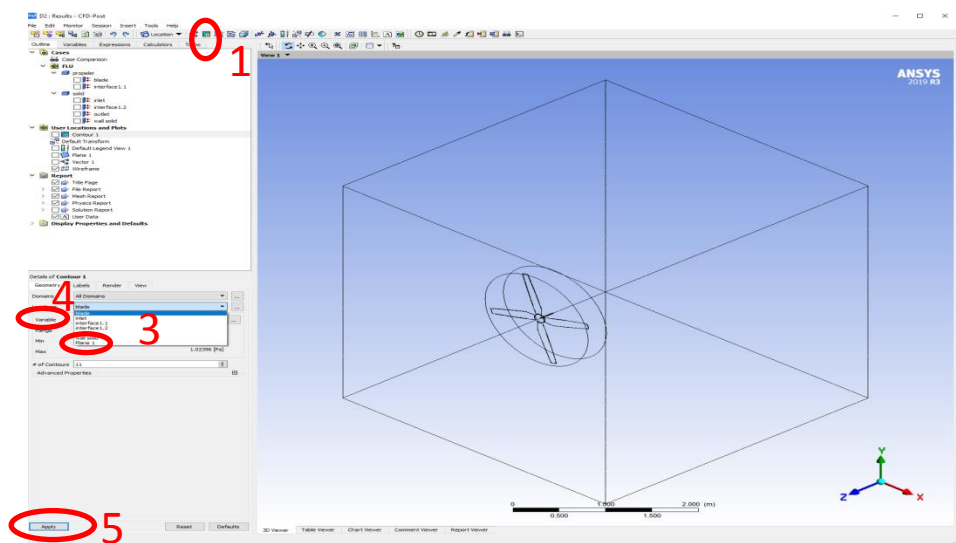 D2 : Results - CFD-Post
File Edit Monitor Session Insert Tools Help
Location
Outline Variables Expressions Calculators
1
View 1
Cases
Case Comparison
FLU
propeler
blade
interface1.1
solid
inlet
interface1.2
outlet
wall solid
User Locations and Plots
Contour 1
Default Transform
Default Legend View 1
Plane 1
Vector 1
Wireframe
Report
Title Page
File Report
Mesh Report
Physics Report
Solution Report
User Data
Display Properties and Defaults
ANSYS
2019 R3
Details of Contour 1
Geometry Labels Render View
Domains All Domains ...
4
blade ...
blade
inlet
Variable interface1.1 ...
interface1.2
Range
3
wall solid
Min Plane 1
Max 1.02396 [Pa]
# of Contours 11
Advanced Properties
Y
Z X
0 1.000 2.000 (m)
0.500 1.500
Apply Reset Defaults
5
3D Viewer Table Viewer Chart Viewer Comment Viewer Report Viewer